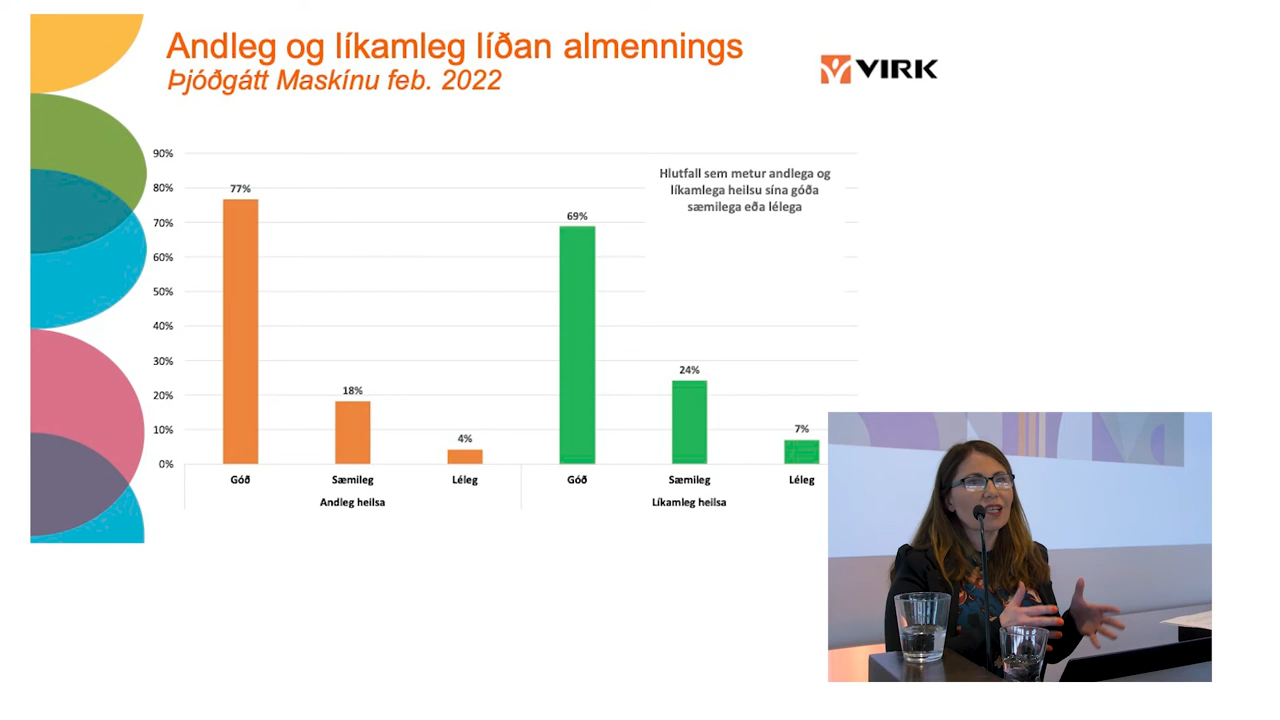 Andleg og líkamleg líðan almennings
Þjóðgátt Maskínu feb. 2022
VIRK
Hlutfall sem metur andlega og
líkamlega heilsu sína góða
sæmilega eða lélega
90%
80%
70%
60%
50%
40%
30%
20%
10%
0%
77%
18%
4%
69%
24%
7%
Góð Sæmileg Léleg Góð Sæmileg Léleg
Andleg heilsa Líkamleg heilsa